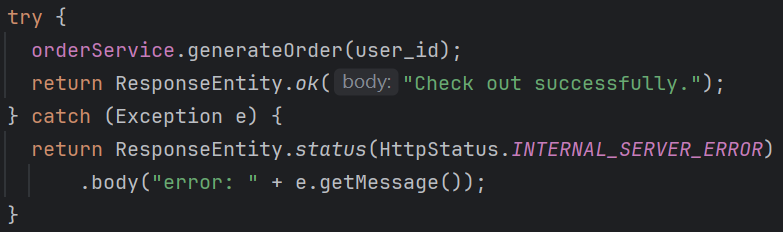 try {
orderService.generateOrder(user_id);
return ResponseEntity.ok( body: "Check out successfully.");
} catch (Exception e) {
return ResponseEntity.status(HttpStatus.INTERNAL_SERVER_ERROR)
.body("error: " + e.getMessage());
}